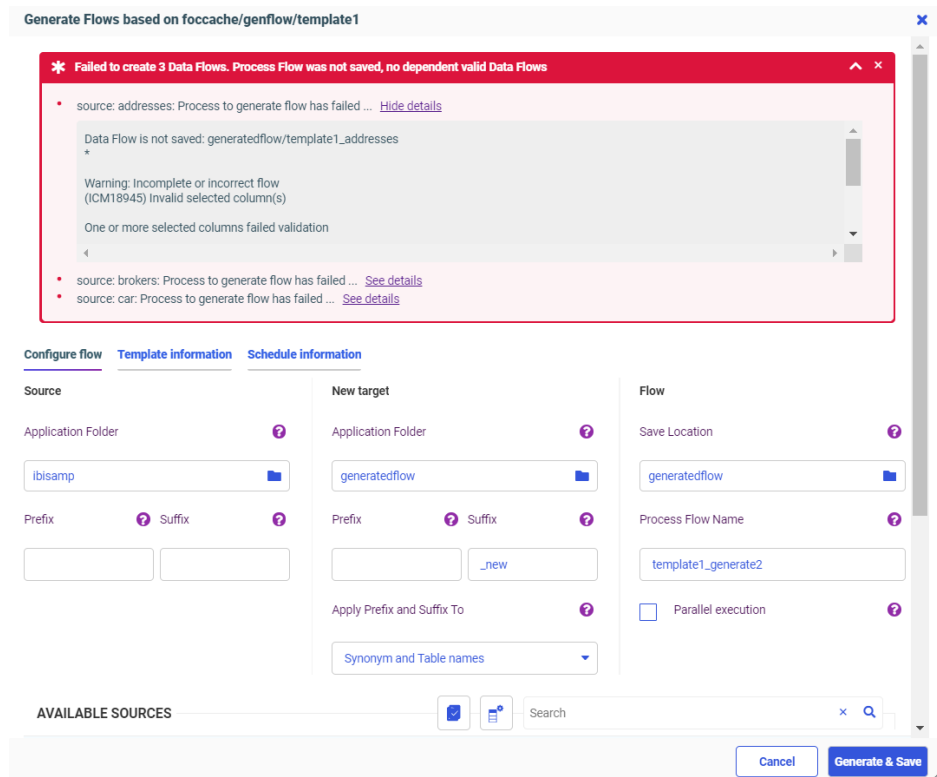 Generate Flows based on foccache/genflow/template1
Failed to create 3 Data Flows. Process Flow was not saved, no dependent valid Data Flows
source: addresses: Process to generate flow has failed ... Hide details
Data Flow is not saved: generatedflow/template1_addresses
*
Warning: Incomplete or incorrect flow
(ICM18945) Invalid selected column(s)
One or more selected columns failed validation
source: brokers: Process to generate flow has failed ... See details
source: car: Process to generate flow has failed ... See details
Configure flow Template information Schedule information
Source New target Flow
Application Folder Application Folder Save Location
ibisamp generatedflow generatedflow
Prefix Suffix Prefix Suffix Process Flow Name
_new template1_generate2
Apply Prefix and Suffix To Parallel execution
Synonym and Table names
AVAILABLE SOURCES Search
Cancel Generate & Save